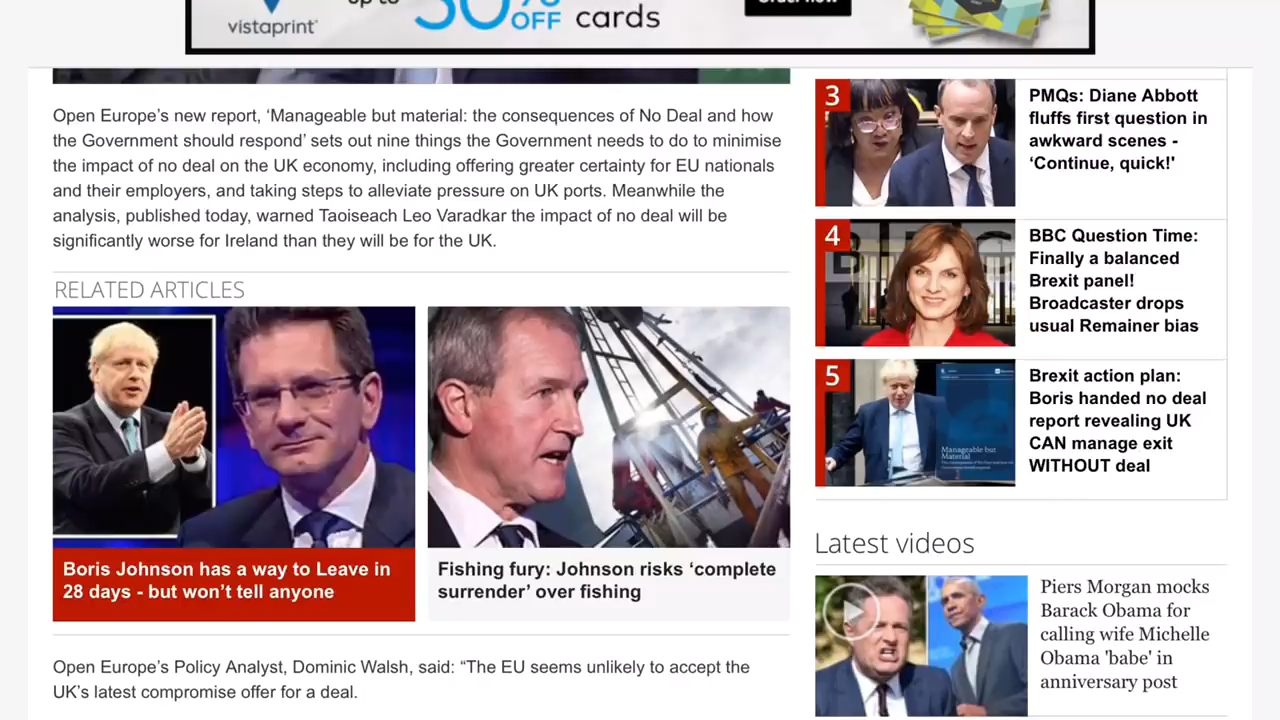 vistaprint
up to 50% OFF cards
Order now
Open Europe’s new report, ‘Manageable but material: the consequences of No Deal and how
the Government should respond’ sets out nine things the Government needs to do to minimise
the impact of no deal on the UK economy, including offering greater certainty for EU nationals
and their employers, and taking steps to alleviate pressure on UK ports. Meanwhile the
analysis, published today, warned Taoiseach Leo Varadkar the impact of no deal will be
significantly worse for Ireland than they will be for the UK.
RELATED ARTICLES
Boris Johnson has a way to Leave in
28 days - but won’t tell anyone
Fishing fury: Johnson risks ‘complete
surrender’ over fishing
Open Europe’s Policy Analyst, Dominic Walsh, said: “The EU seems unlikely to accept the
UK’s latest compromise offer for a deal.
3
PMQs: Diane Abbott
fluffs first question in
awkward scenes -
‘Continue, quick!'
4
BBC Question Time:
Finally a balanced
Brexit panel!
Broadcaster drops
usual Remainer bias
5
Manageable but
Material
Brexit action plan:
Boris handed no deal
report revealing UK
CAN manage exit
WITHOUT deal
Latest videos
Piers Morgan mocks
Barack Obama for
calling wife Michelle
Obama 'babe' in
anniversary post